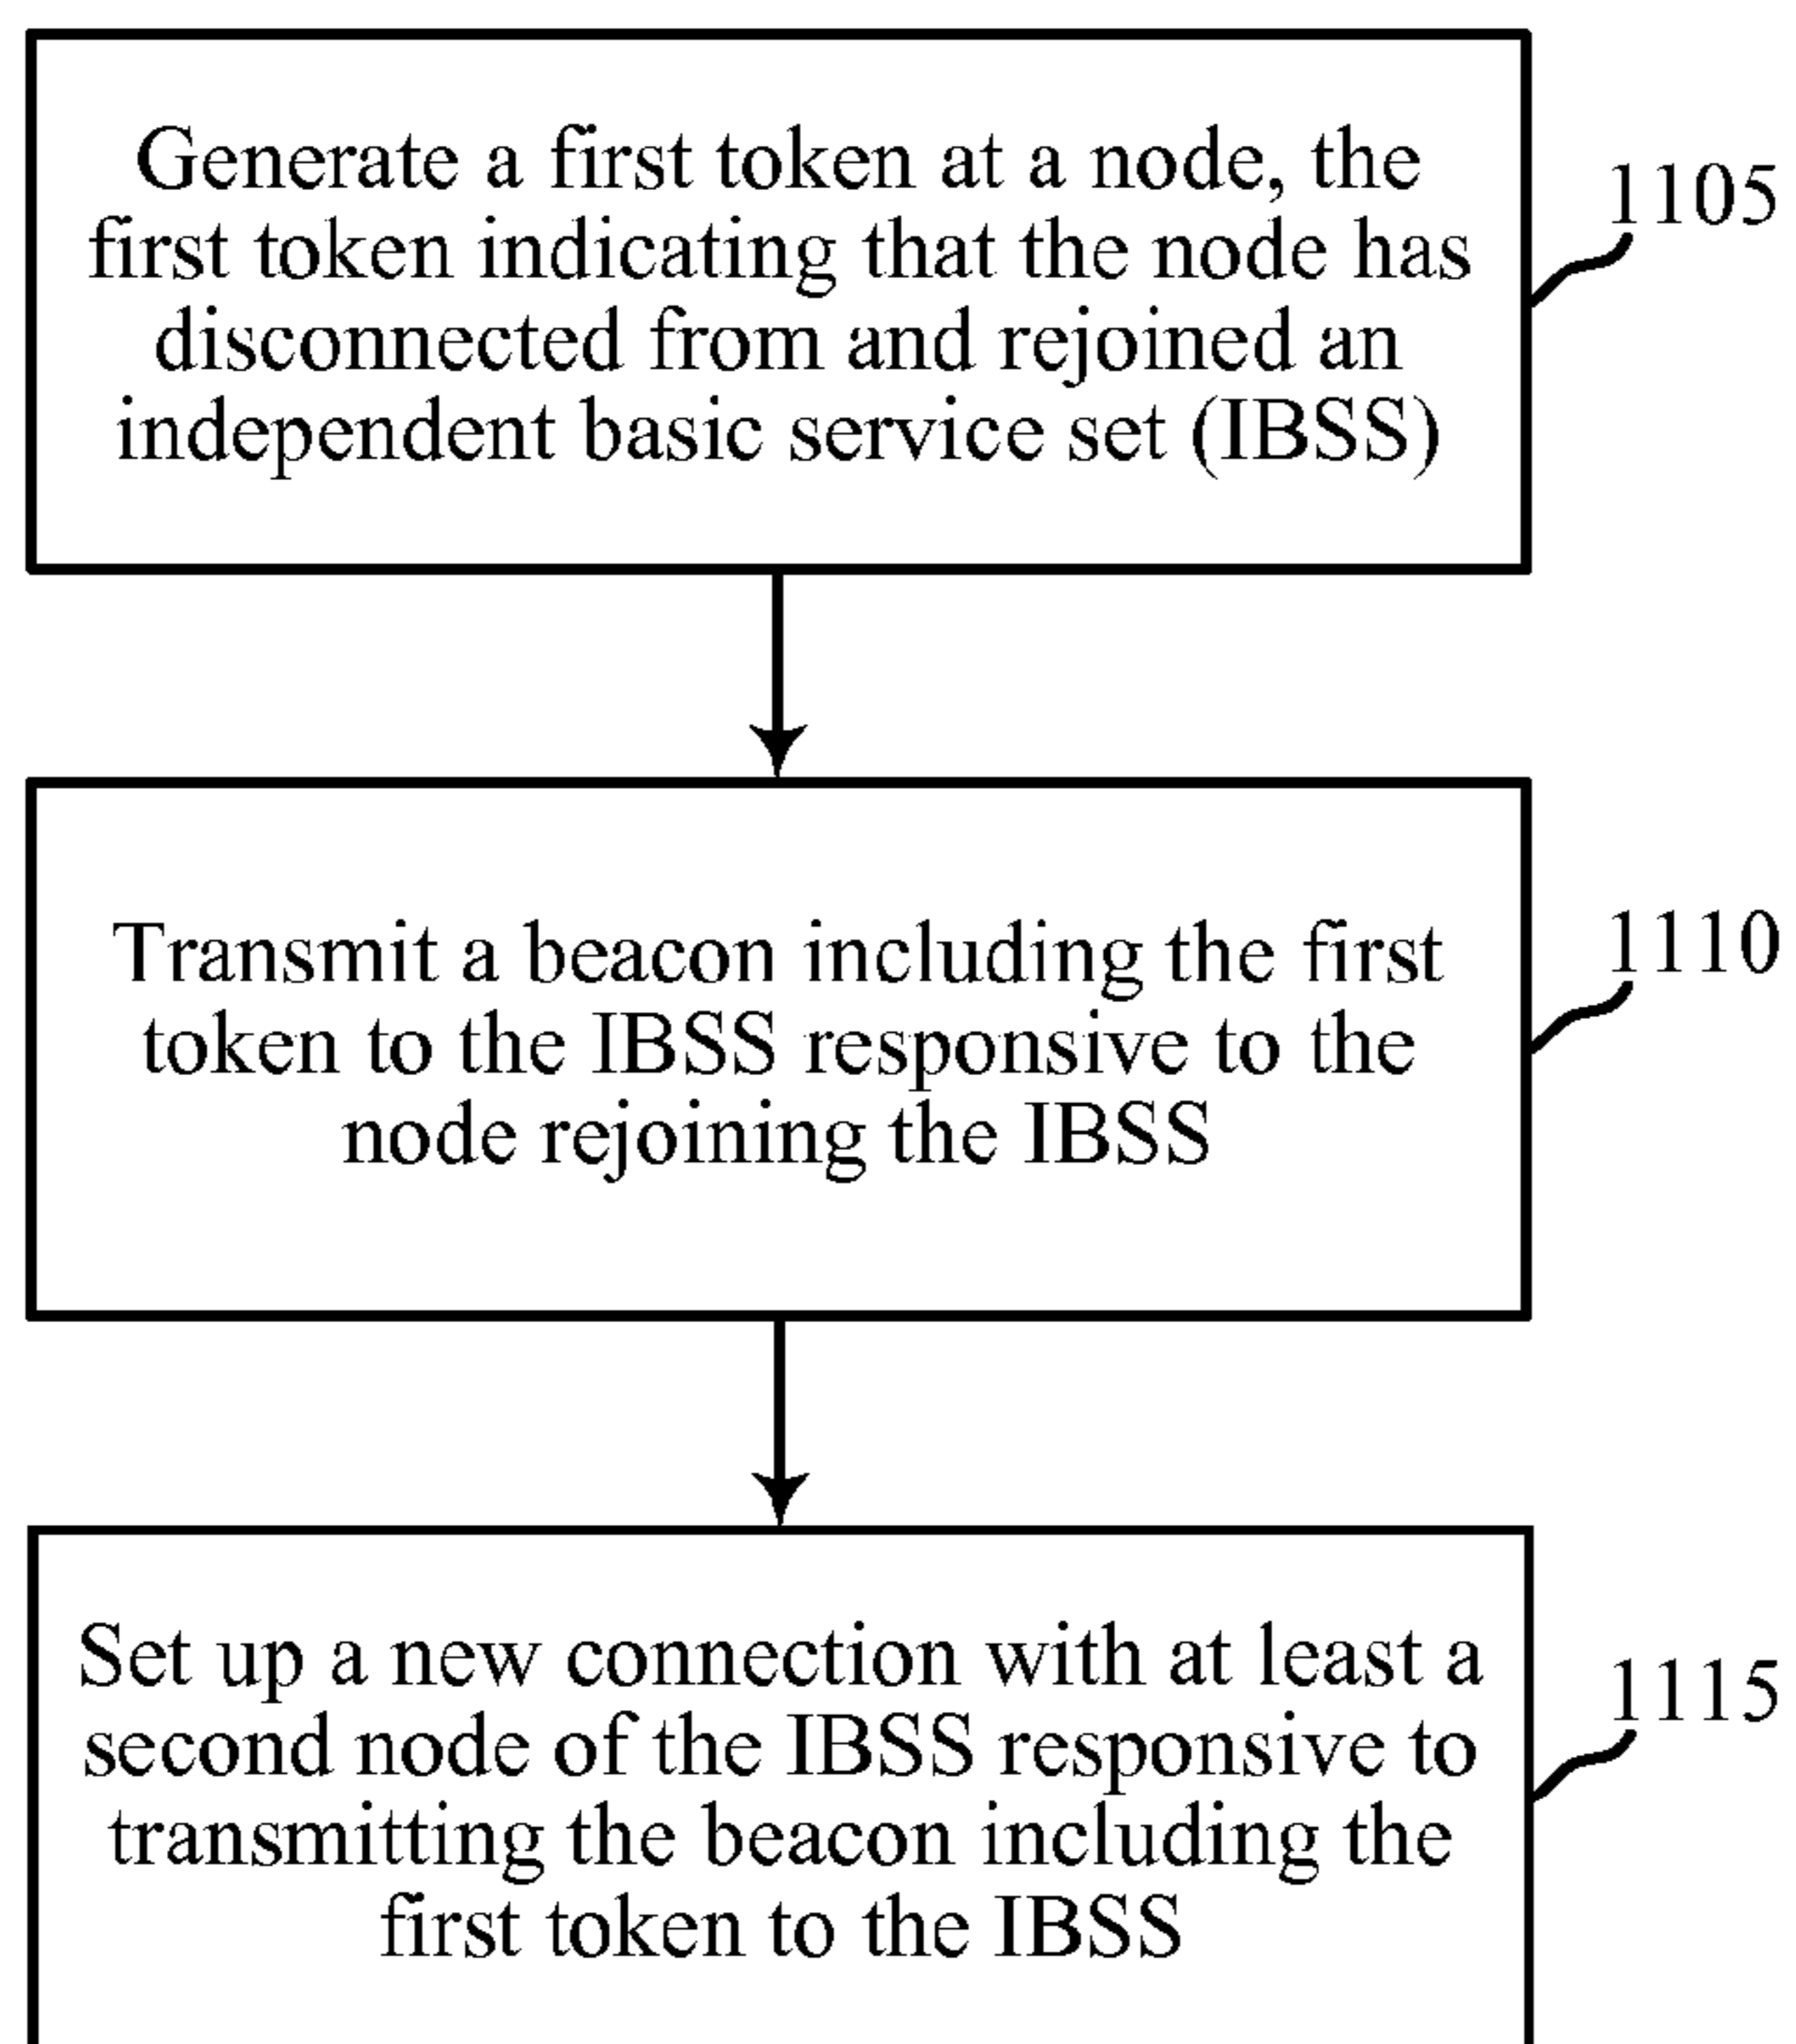 Generate a first token at a node, the
first token indicating that the node has
disconnected from and rejoined an
independent basic service set (IBSS)
1105
Transmit a beacon including the first
token to the IBSS responsive to the
node rejoining the IBSS
1110
Set up a new connection with at least a
second node of the IBSS responsive to
transmitting the beacon including the
first token to the IBSS
1115